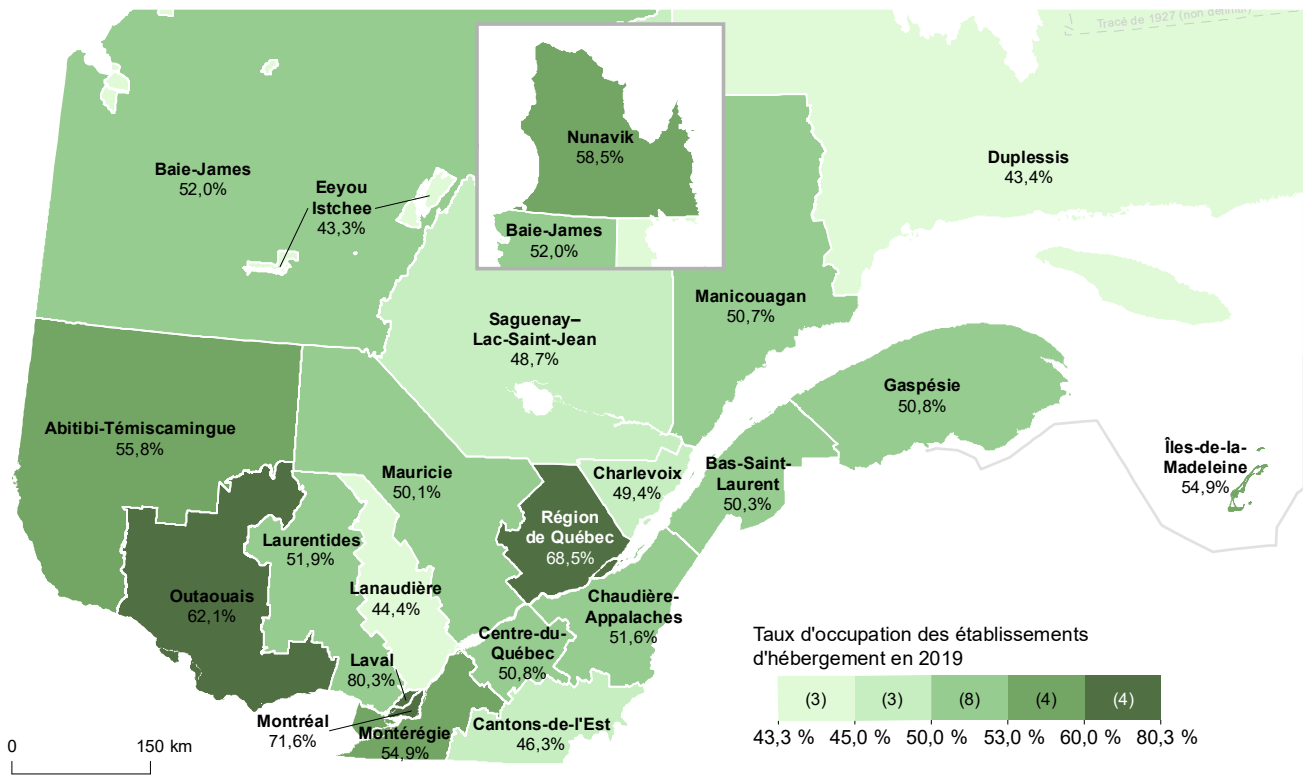 Tracé de 1927 (non définitif)
Nunavik
58,5%
Baie-James
52,0%
Baie-James
52,0%
Eeyou
Istchee
43,3%
Duplessis
43,4%
Manicouagan
50,7%
Saguenay–
Lac-Saint-Jean
48,7%
Gaspésie
50,8%
Abitibi-Témiscamingue
55,8%
Mauricie
50,1%
Charlevoix
49,4%
Bas-Saint-
Laurent
50,3%
Îles-de-la-
Madeleine
54,9%
Région
de Québec
68,5%
Laurentides
51,9%
Lanaudière
44,4%
Outaouais
62,1%
Chaudière-
Appalaches
51,6%
Centre-du-
Québec
50,8%
Laval
80,3%
Montréal
71,6%
Montérégie
54,9%
Cantons-de-l'Est
46,3%
0 150 km
Taux d'occupation des établissements
d'hébergement en 2019
(3) (3) (8) (4) (4)
43,3 % 45,0 % 50,0 % 53,0 % 60,0 % 80,3 %